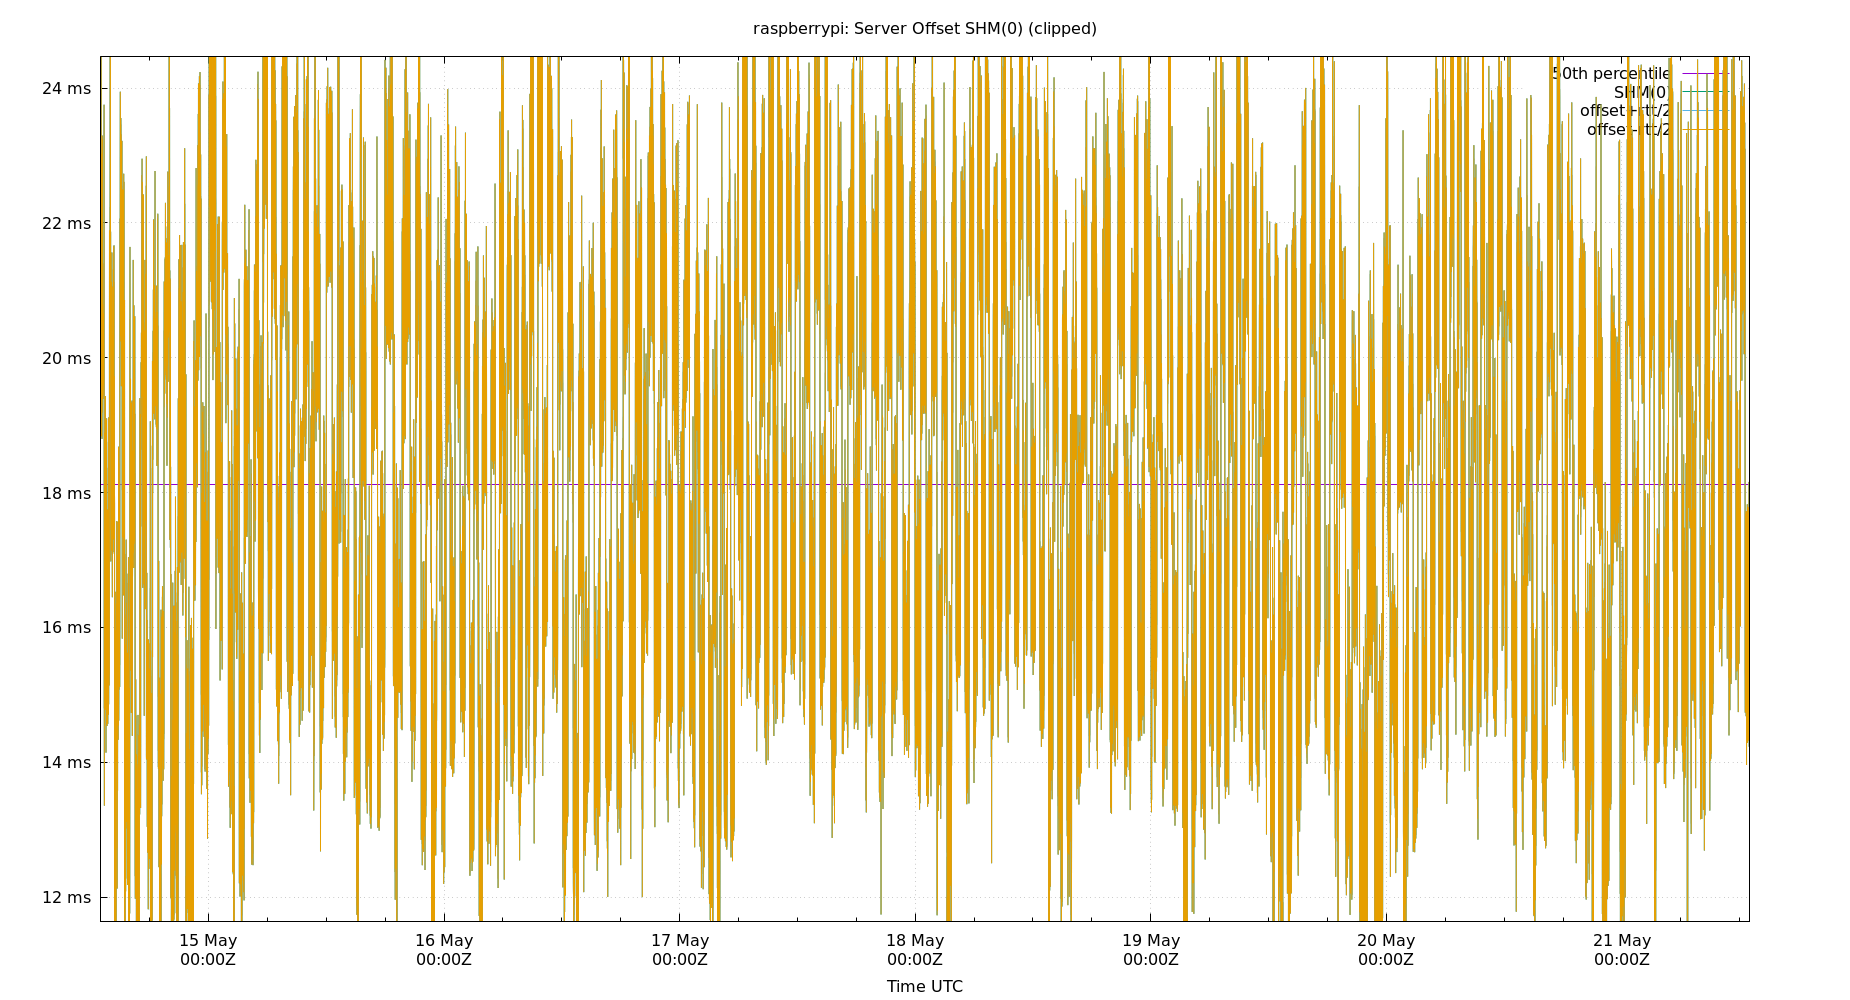 raspberrypi: Server Offset SHM(0) (clipped)
24 ms
22 ms
20 ms
18 ms
16 ms
14 ms
12 ms
50th percentile
SHM(0)
offset+rtt/2
offset-rtt/2
15 May
00:00Z
16 May
00:00Z
17 May
00:00Z
18 May
00:00Z
19 May
00:00Z
20 May
00:00Z
21 May
00:00Z
Time UTC